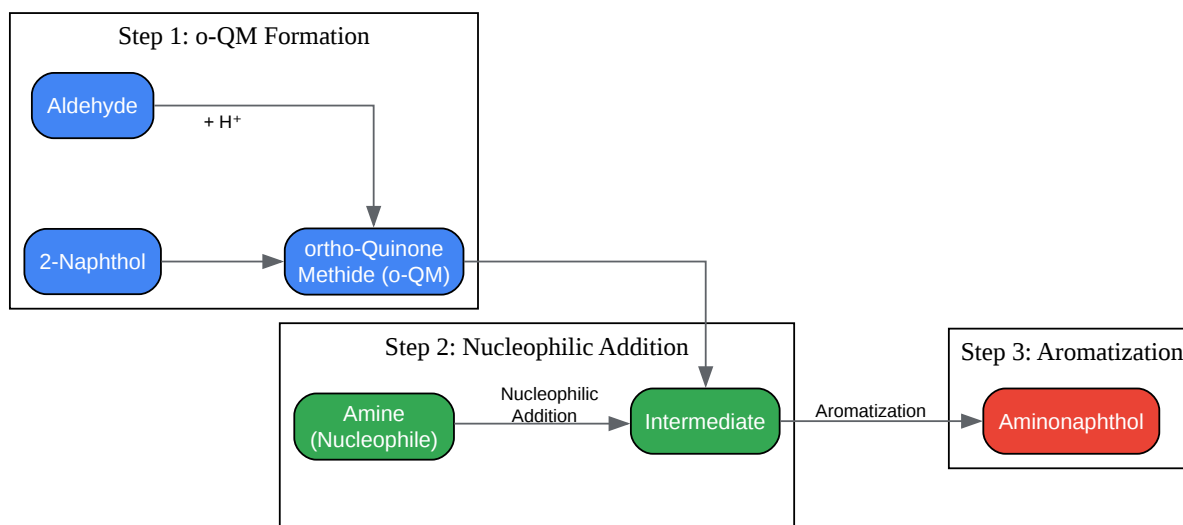 Step 1: o-QM Formation
Aldehyde
+ H⁺
2-Naphthol
ortho-Quinone
Methide (o-QM)
Step 2: Nucleophilic Addition
Amine
(Nucleophile)
Nucleophilic
Addition
Intermediate
Aromatization
Step 3: Aromatization
Aminonaphthol